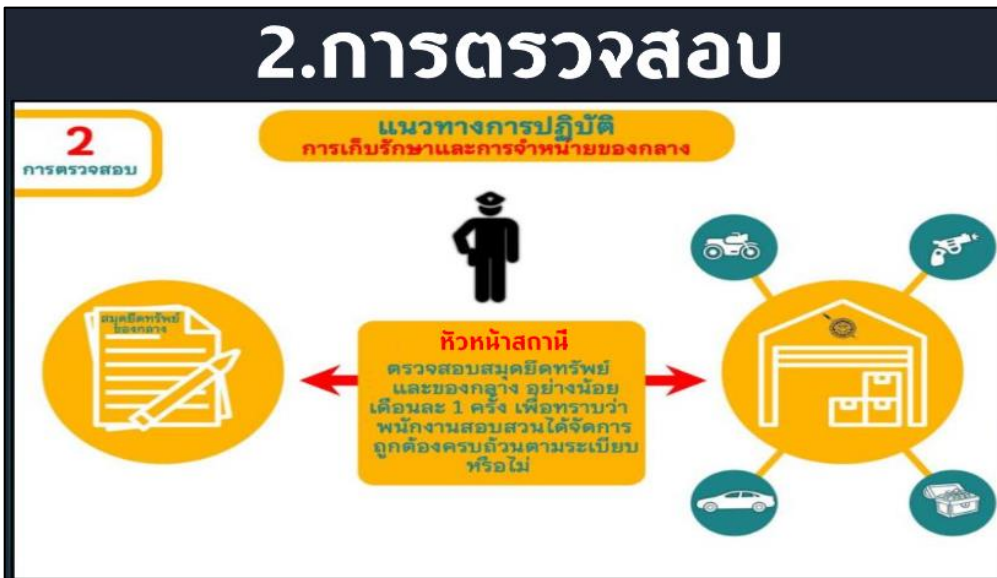 2.การตรวจสอบ
2
การตรวจสอบ
แนวทางการปฏิบัติ
การเก็บรักษาและการจำหน่ายของกลาง
สมุดยึดทรัพย์
ของกลาง
หัวหน้าสถานี
ตรวจสอบสมุดยึดทรัพย์
และของกลาง อย่างน้อย
เดือนละ 1 ครั้ง เพื่อทราบว่า
พนักงานสอบสวนได้จัดการ
ถูกต้องครบถ้วนตามระเบียบ
หรือไม่